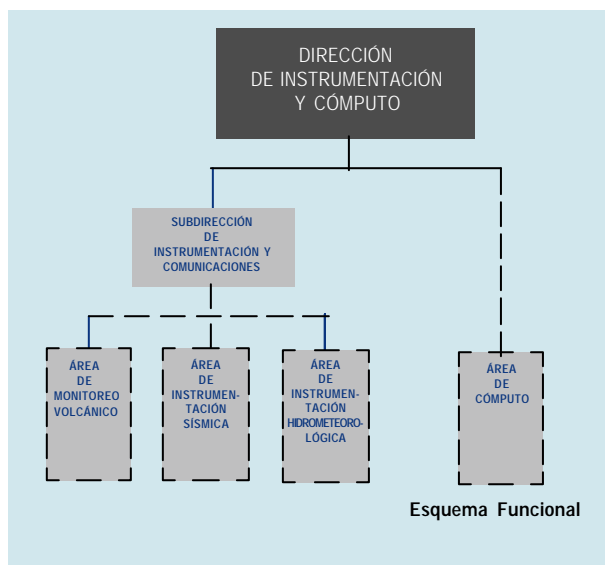 DIRECCIÓN
DE INSTRUMENTACIÓN
Y CÓMPUTO
SUBDIRECCIÓN
DE
INSTRUMENTACIÓN Y
COMUNICACIONES
ÁREA
DE
MONITOREO
VOLCÁNICO
ÁREA
DE
INSTRUMEN-
TACIÓN
SÍSMICA
ÁREA
DE
INSTRUMEN-
TACIÓN
HIDROMETEORO-
LÓGICA
ÁREA
DE
CÓMPUTO
Esquema Funcional